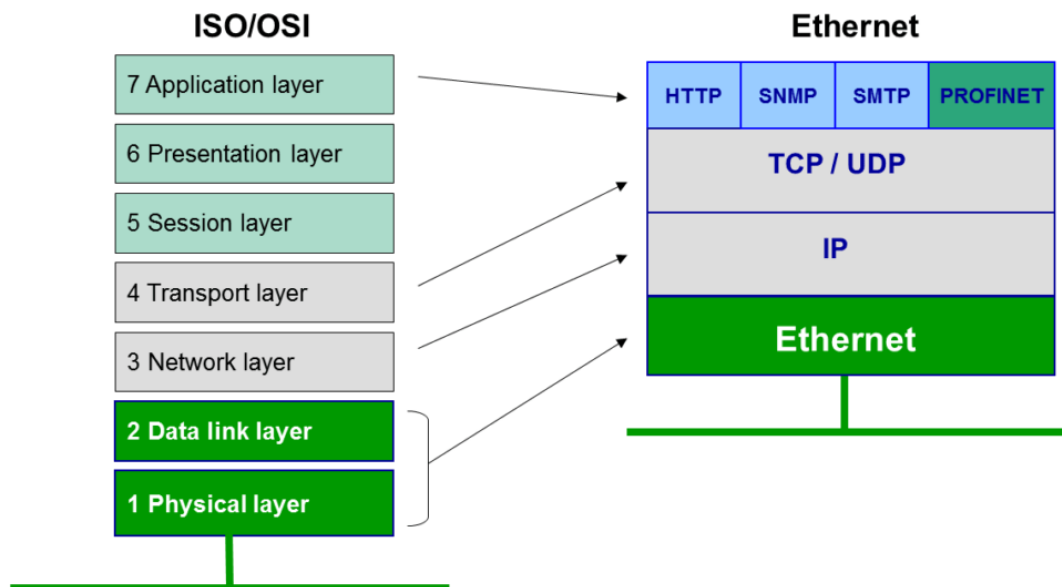 ISO/OSI
7 Application layer
6 Presentation layer
5 Session layer
4 Transport layer
3 Network layer
2 Data link layer
1 Physical layer
Ethernet
HTTP SNMP SMTP PROFINET
TCP / UDP
IP
Ethernet